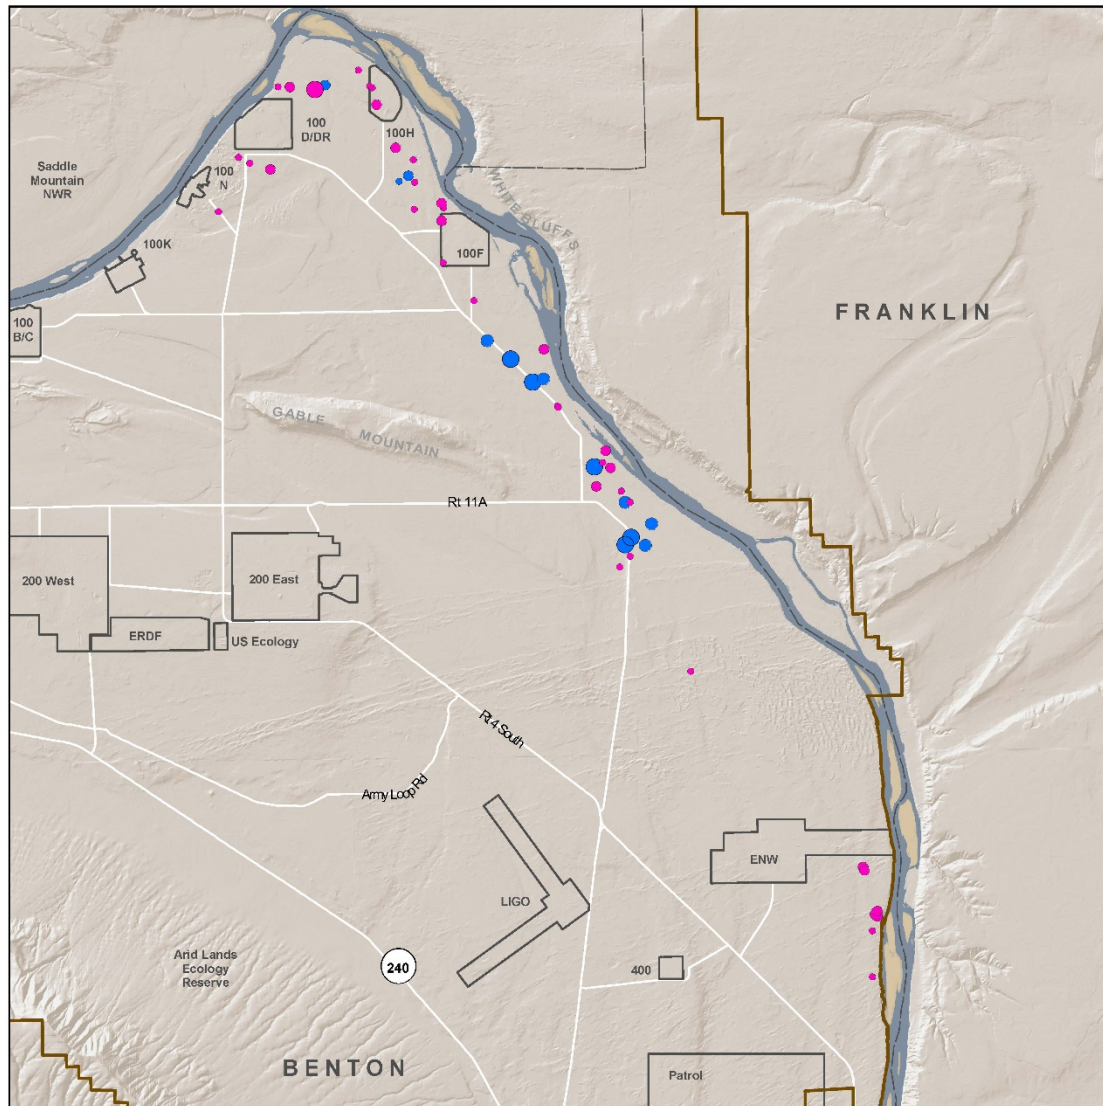 100
D/DR
100H
Saddle
Mountain
NWR
100
N
WHITE BLUFFS
100K
100F
FRANKLIN
100
B/C
GABLE
MOUNTAIN
Rt 11A
200 West
200 East
ERDF
US Ecology
Rt 4 South
Army Loop Rd
ENW
LIGO
Arid Lands
Ecology
Reserve
240
400
BENTON
Patrol